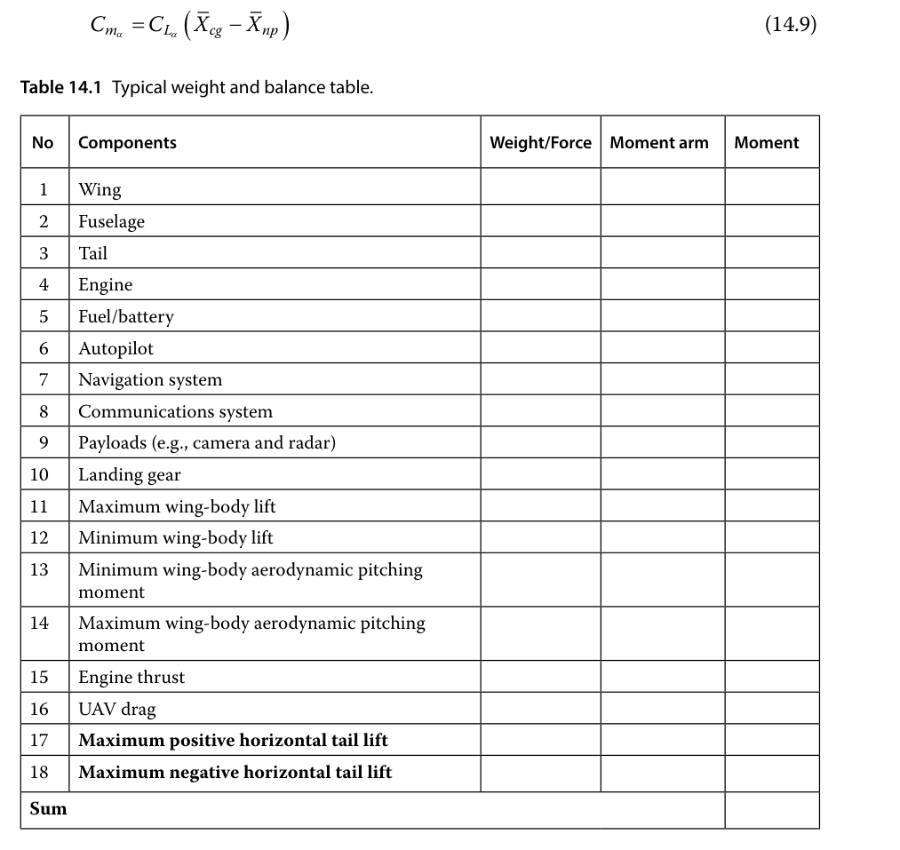 C_{m_α} = C_{L_α} (X̄_{cg} − X̄_{np}) (14.9)
Table 14.1 Typical weight and balance table.
No Components Weight/Force Moment arm Moment
1 Wing
2 Fuselage
3 Tail
4 Engine
5 Fuel/battery
6 Autopilot
7 Navigation system
8 Communications system
9 Payloads (e.g., camera and radar)
10 Landing gear
11 Maximum wing-body lift
12 Minimum wing-body lift
13 Minimum wing-body aerodynamic pitching
moment
14 Maximum wing-body aerodynamic pitching
moment
15 Engine thrust
16 UAV drag
17 Maximum positive horizontal tail lift
18 Maximum negative horizontal tail lift
Sum